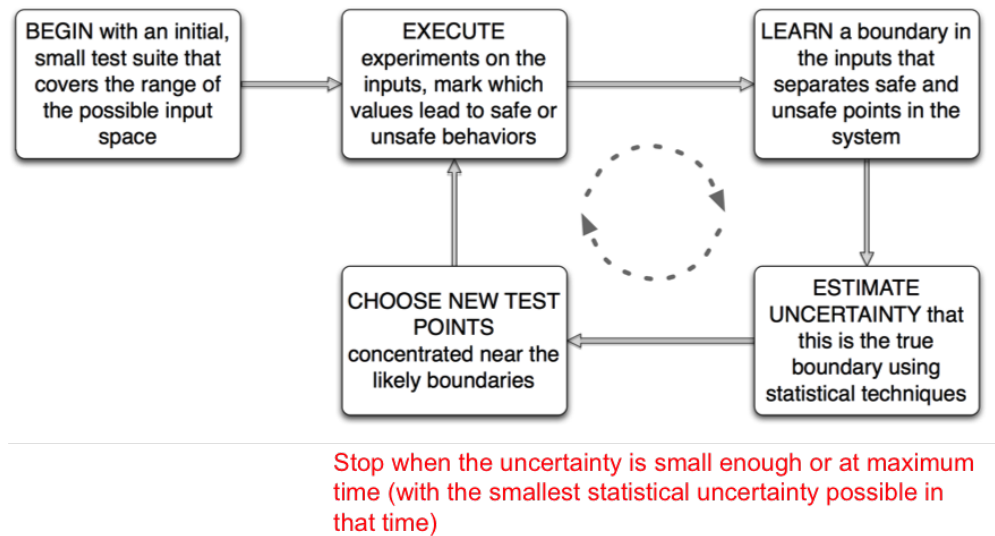 BEGIN with an initial,
small test suite that
covers the range of
the possible input
space
EXECUTE
experiments on the
inputs, mark which
values lead to safe or
unsafe behaviors
LEARN a boundary in
the inputs that
separates safe and
unsafe points in the
system
ESTIMATE
UNCERTAINTY that
this is the true
boundary using
statistical techniques
CHOOSE NEW TEST
POINTS
concentrated near the
likely boundaries
Stop when the uncertainty is small enough or at maximum
time (with the smallest statistical uncertainty possible in
that time)